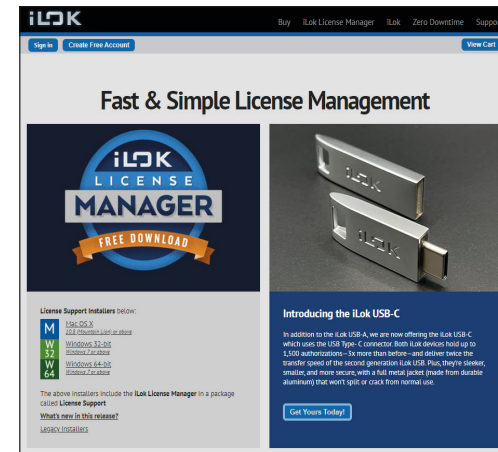 iLOK
Buy iLok License Manager iLok Zero Downtime Suppo
Sign in Create Free Account View Cart
Fast & Simple License Management
iLOK
LICENSE
MANAGER
FREE DOWNLOAD
iLOK
iLOK
License Support Installers below:
M Mac OS X
10.8 (Mountain Lion) or above
W 32 Windows 32-bit
Windows 7 or above
W 64 Windows 64-bit
Windows 7 or above
The above installers include the iLok License Manager in a package
called License Support.
What's new in this release?
Legacy Installers
Introducing the iLok USB-C
In addition to the iLok USB-A, we are now offering the iLok USB-C
which uses the USB Type-C connector. Both iLok devices hold up to
1,500 authorizations—3x more than before—and deliver twice the
transfer speed of the second generation iLok USB. Plus, they're sleeker,
smaller, and more secure, with a full metal jacket (made from durable
aluminum) that won't split or crack from normal use.
Get Yours Today!